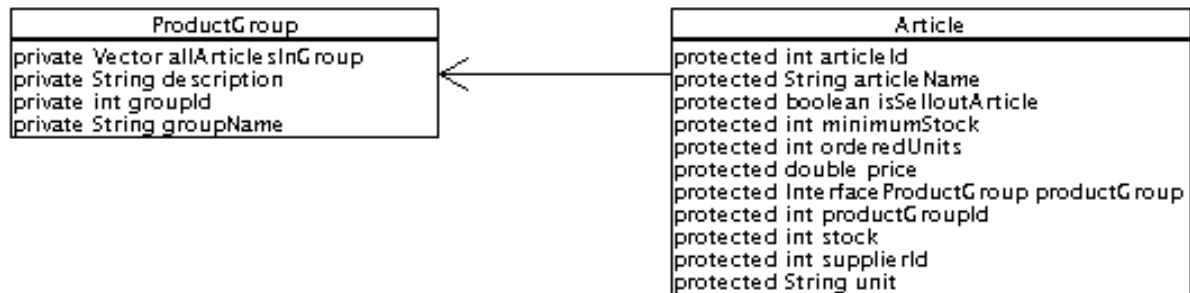 ProductGroup
private Vector allArticlesInGroup
private String description
private int groupId
private String groupName
Article
protected int articleId
protected String articleName
protected boolean isSelloutArticle
protected int minimumStock
protected int orderedUnits
protected double price
protected InterfaceProductGroup productGroup
protected int productGroupId
protected int stock
protected int supplierId
protected String unit